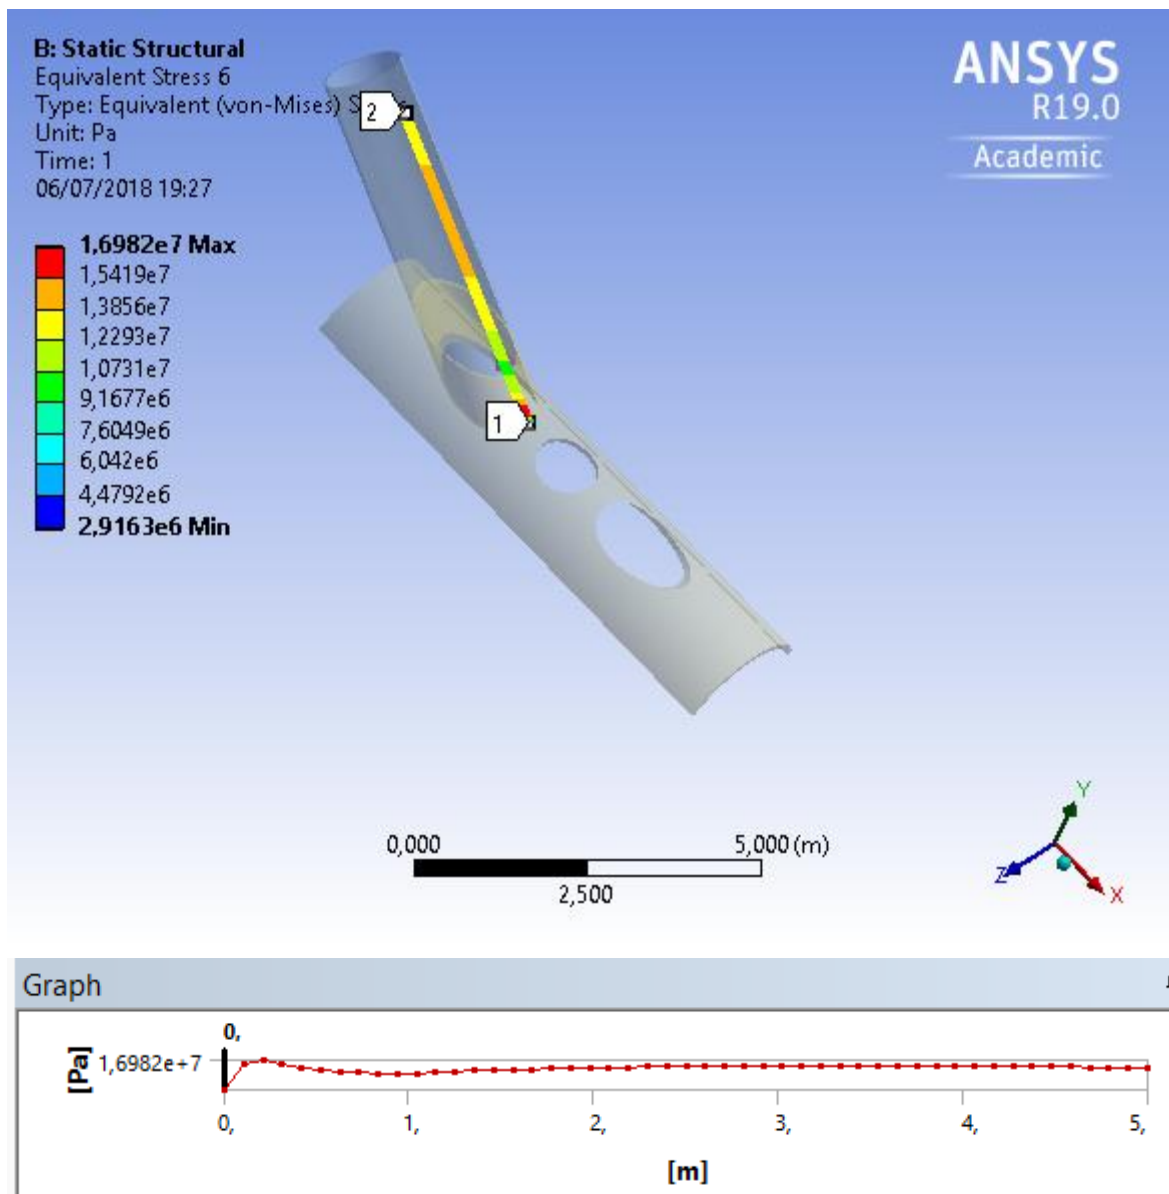 B: Static Structural
Equivalent Stress 6
Type: Equivalent (von-Mises) S
Unit: Pa
Time: 1
06/07/2018 19:27
ANSYS
R19.0
Academic
1,6982e7 Max
1,5419e7
1,3856e7
1,2293e7
1,0731e7
9,1677e6
7,6049e6
6,042e6
4,4792e6
2,9163e6 Min
2
1
0,000
5,000 (m)
2,500
Y
Z
X
Graph
0,
[Pa]
1,6982e+7
0,
1,
2,
3,
4,
5,
[m]